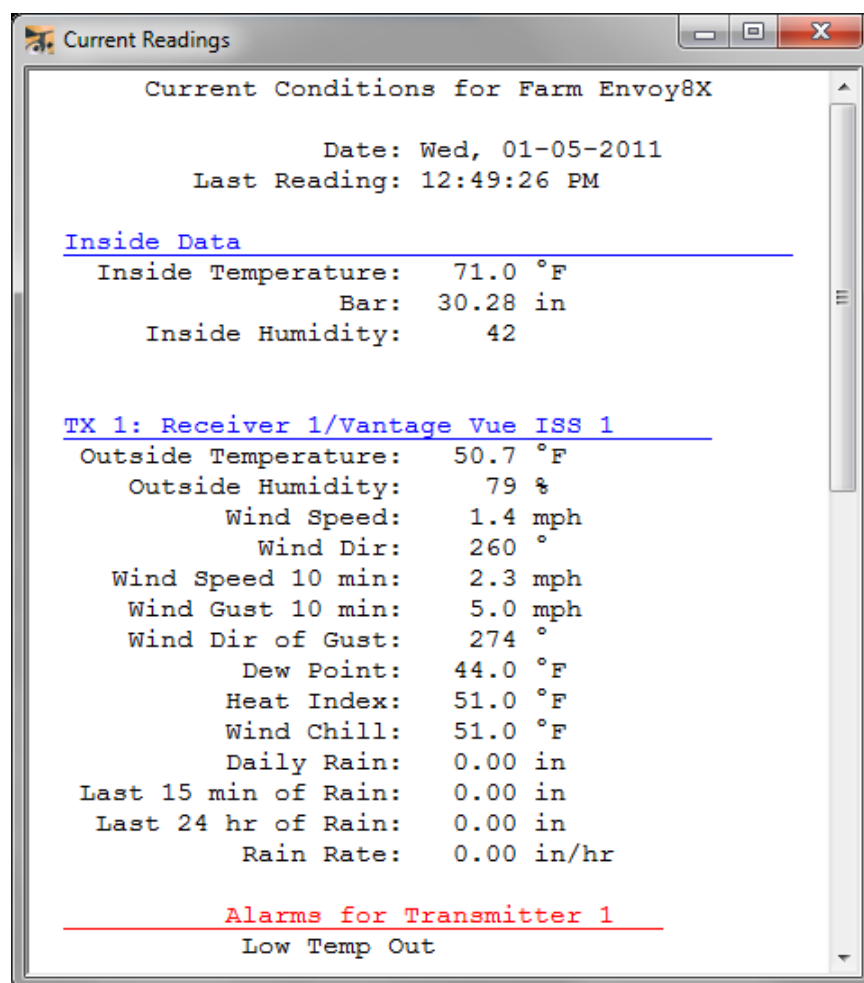 Current Readings
Current Conditions for Farm Envoy8X
Date: Wed, 01-05-2011
Last Reading: 12:49:26 PM
Inside Data
Inside Temperature: 71.0 °F
Bar: 30.28 in
Inside Humidity: 42
TX 1: Receiver 1/Vantage Vue ISS 1
Outside Temperature: 50.7 °F
Outside Humidity: 79 %
Wind Speed: 1.4 mph
Wind Dir: 260 °
Wind Speed 10 min: 2.3 mph
Wind Gust 10 min: 5.0 mph
Wind Dir of Gust: 274 °
Dew Point: 44.0 °F
Heat Index: 51.0 °F
Wind Chill: 51.0 °F
Daily Rain: 0.00 in
Last 15 min of Rain: 0.00 in
Last 24 hr of Rain: 0.00 in
Rain Rate: 0.00 in/hr
Alarms for Transmitter 1
Low Temp Out